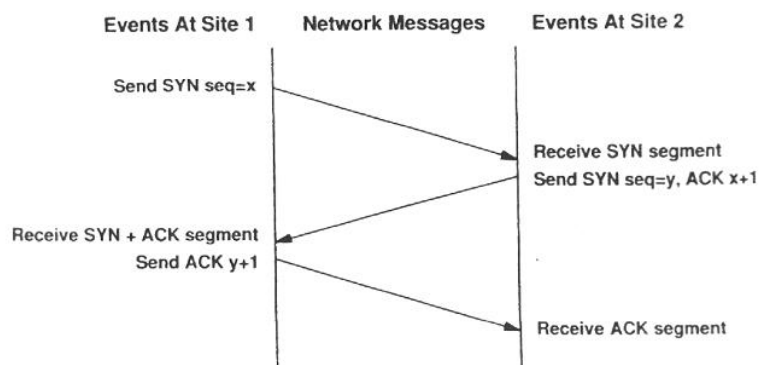 Events At Site 1 Network Messages Events At Site 2
Send SYN seq=x
Receive SYN segment
Send SYN seq=y, ACK x+1
Receive SYN + ACK segment
Send ACK y+1
Receive ACK segment